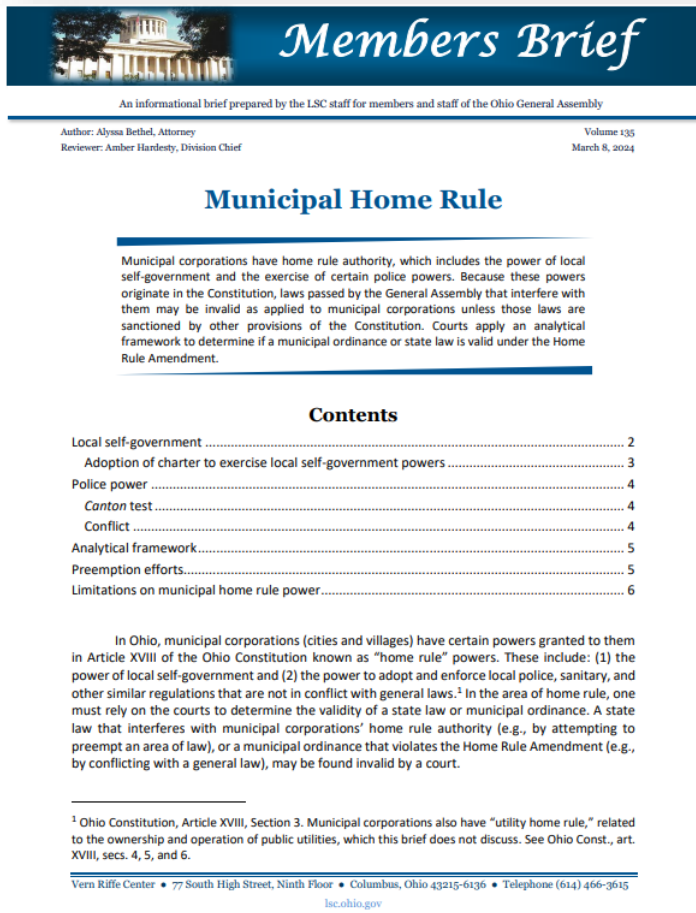 Members Brief
An informational brief prepared by the LSC staff for members and staff of the Ohio General Assembly
Author: Alyssa Bethel, Attorney
Volume 135
Reviewer: Amber Hardesty, Division Chief
March 8, 2024
Municipal Home Rule
Municipal corporations have home rule authority, which includes the power of local
self-government and the exercise of certain police powers. Because these powers
originate in the Constitution, laws passed by the General Assembly that interfere with
them may be invalid as applied to municipal corporations unless those laws are
sanctioned by other provisions of the Constitution. Courts apply an analytical
framework to determine if a municipal ordinance or state law is valid under the Home
Rule Amendment.
Contents
Local self-government ........ 2
Adoption of charter to exercise local self-government powers ........ 3
Police power ........ 4
Canton test ........ 4
Conflict ........ 4
Analytical framework ........ 5
Preemption efforts ........ 5
Limitations on municipal home rule power ........ 6
In Ohio, municipal corporations (cities and villages) have certain powers granted to them
in Article XVIII of the Ohio Constitution known as “home rule” powers. These include: (1) the
power of local self-government and (2) the power to adopt and enforce local police, sanitary, and
other similar regulations that are not in conflict with general laws.¹ In the area of home rule, one
must rely on the courts to determine the validity of a state law or municipal ordinance. A state
law that interferes with municipal corporations’ home rule authority (e.g., by attempting to
preempt an area of law), or a municipal ordinance that violates the Home Rule Amendment (e.g.,
by conflicting with a general law), may be found invalid by a court.
¹ Ohio Constitution, Article XVIII, Section 3. Municipal corporations also have “utility home rule,” related
to the ownership and operation of public utilities, which this brief does not discuss. See Ohio Const., art.
XVIII, secs. 4, 5, and 6.
Vern Riffe Center ● 77 South High Street, Ninth Floor ● Columbus, Ohio 43215-6136 ● Telephone (614) 466-3615
lsc.ohio.gov